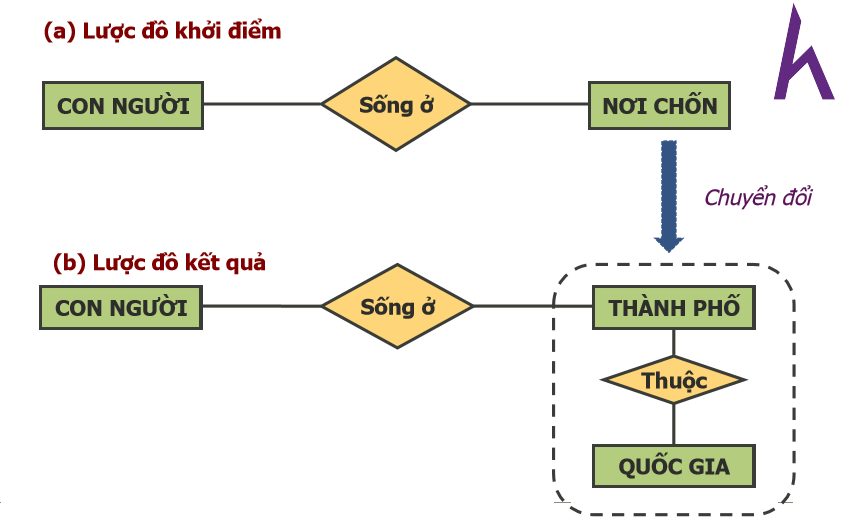 (a) Lược đồ khởi điểm
CON NGƯỜI
Sống ở
NƠI CHỐN
Chuyển đổi
(b) Lược đồ kết quả
CON NGƯỜI
Sống ở
THÀNH PHỐ
Thuộc
QUỐC GIA